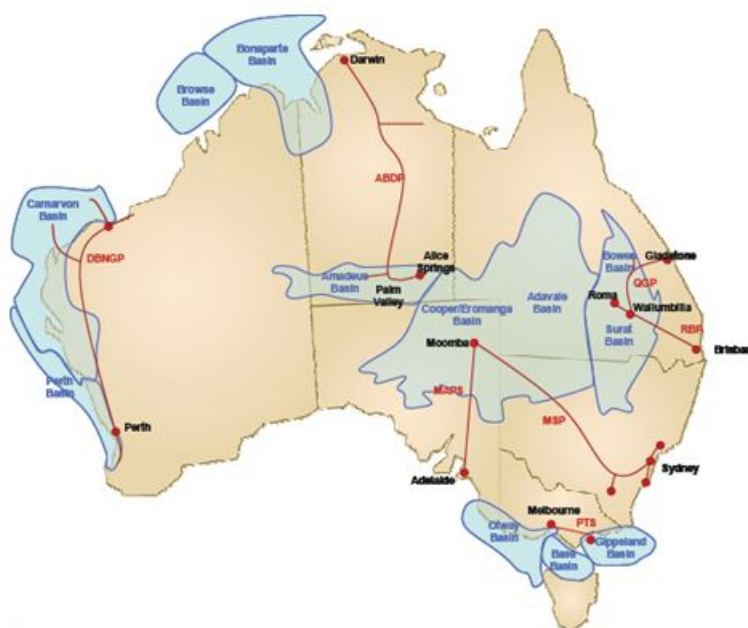 Bonaparte
Basin
Darwin
Browse
Basin
ABDP
Carnarvon
Basin
DBNGP
Alice
Springs
Amadeus
Basin
Palm
Valley
Bowen
Basin
Gladstone
QGP
Adavale
Basin
Roma
Wallumbilla
Cooper/Eromanga
Basin
Surat
Basin
RBP
Moomba
Brisban
Perth
Basin
MAPS
MSP
Perth
Adelaide
Sydney
Melbourne
PTS
Otway
Basin
Bass
Basin
Gippsland
Basin